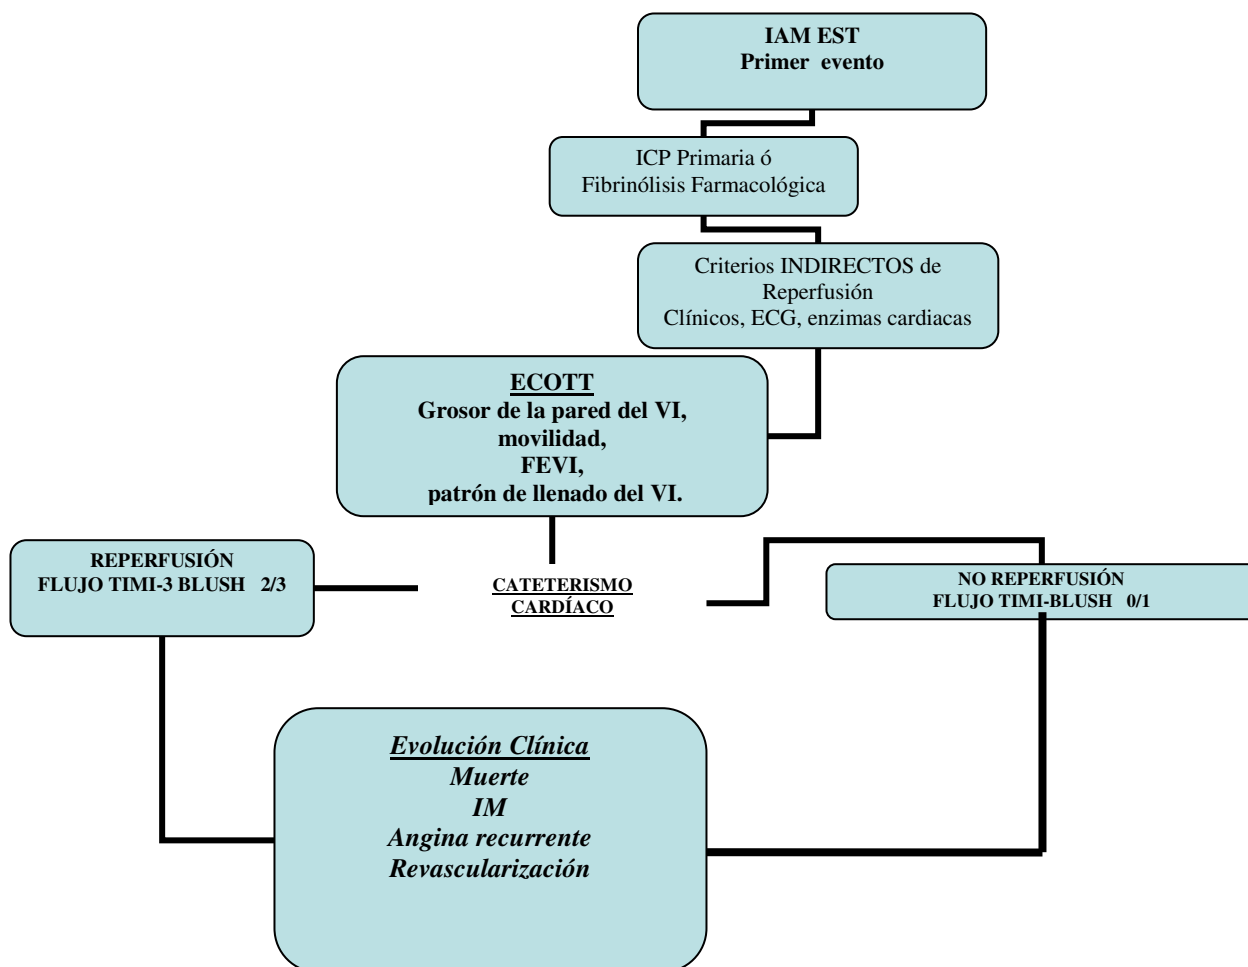 IAM EST
Primer evento
ICP Primaria ó
Fibrinólisis Farmacológica
Criterios INDIRECTOS de
Reperfusión
Clínicos, ECG, enzimas cardiacas
ECOTT
Grosor de la pared del VI,
movilidad,
FEVI,
patrón de llenado del VI.
REPERFUSIÓN
FLUJO TIMI-3 BLUSH 2/3
CATETERISMO
CARDÍACO
NO REPERFUSIÓN
FLUJO TIMI-BLUSH 0/1
Evolución Clínica
Muerte
IM
Angina recurrente
Revascularización